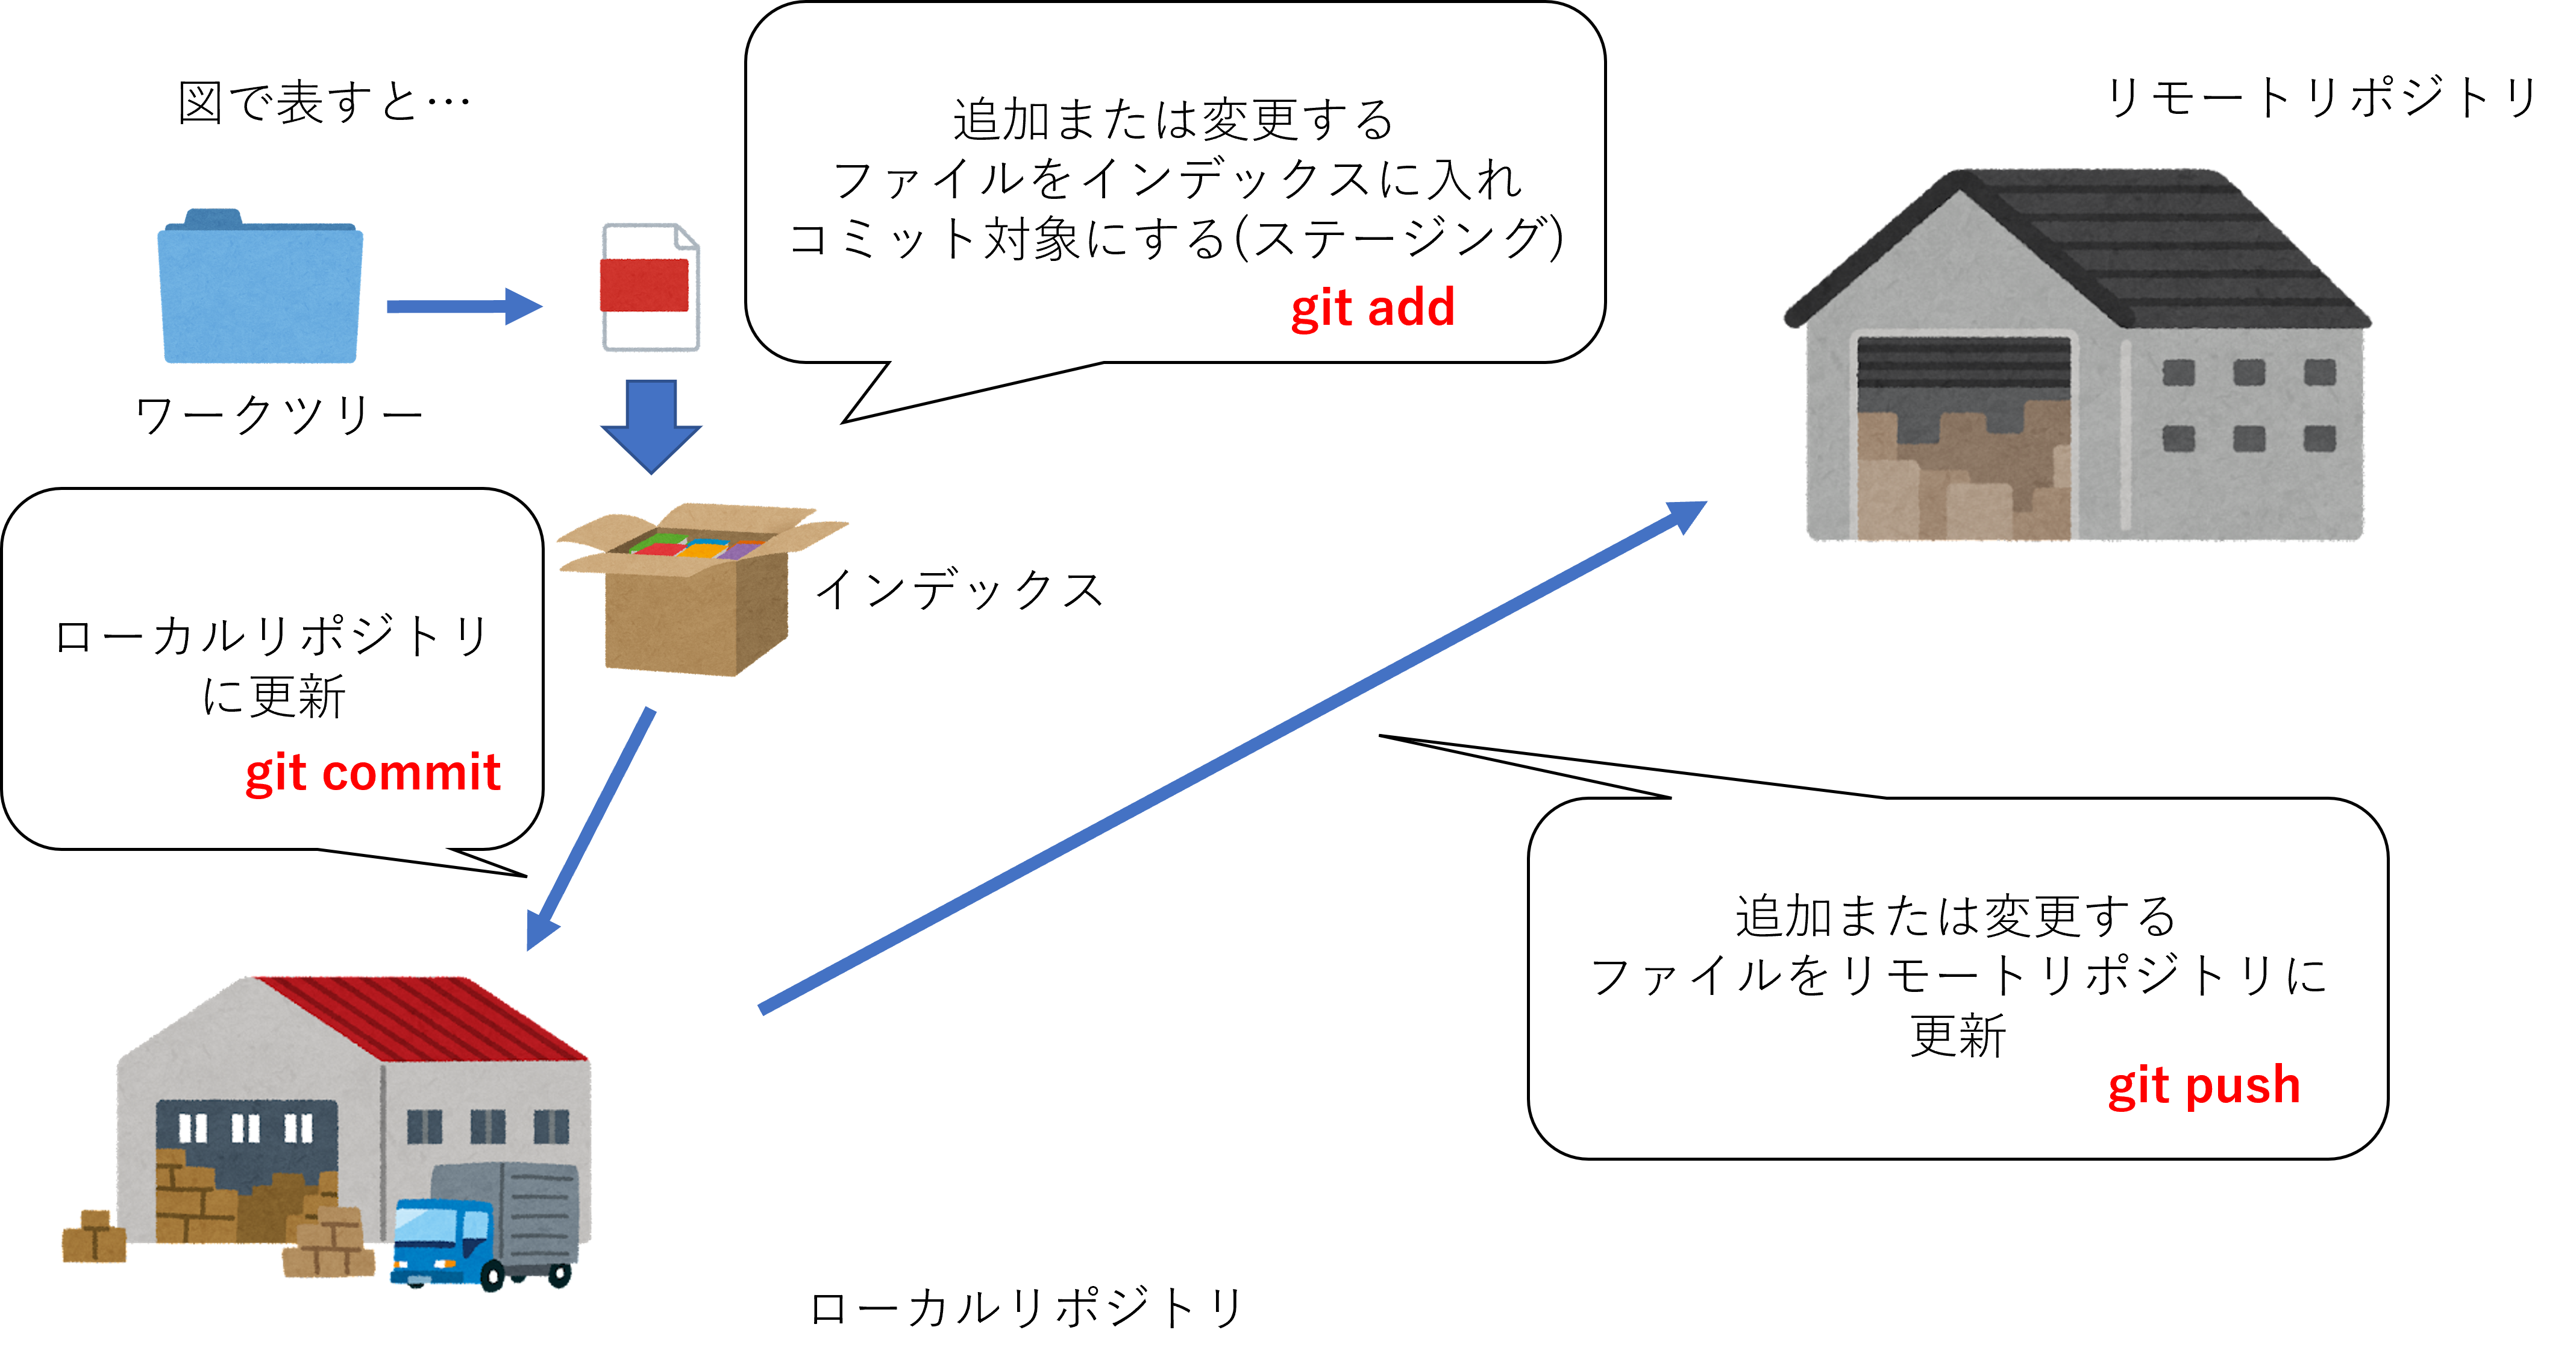 図で表すと…
追加または変更する
ファイルをインデックスに入れ
コミット対象にする(ステージング)
git add
リモートリポジトリ
ワークツリー
インデックス
ローカルリポジトリ
に更新
git commit
追加または変更する
ファイルをリモートリポジトリに
更新
git push
ローカルリポジトリ